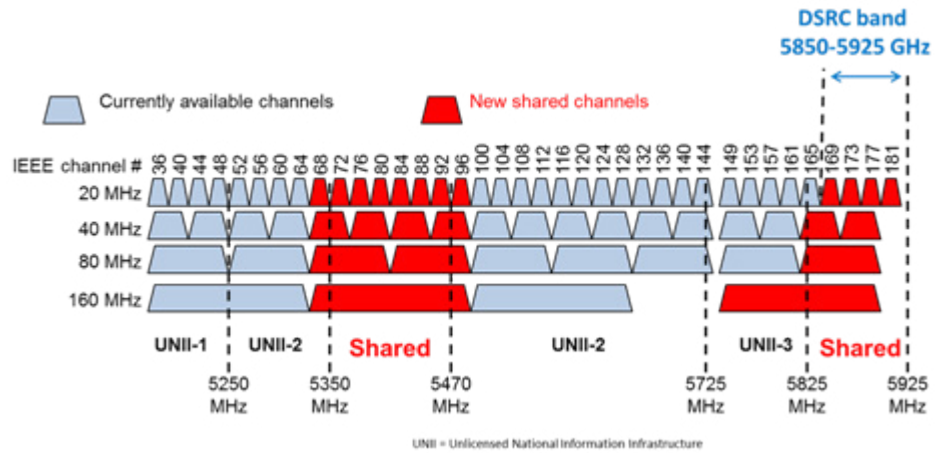 DSRC band
5850-5925 GHz
Currently available channels
New shared channels
IEEE channel # 36 40 44 48 52 56 60 64 68 72 76 80 84 88 92 96 100 104 108 112 116 120 124 128 132 136 140 144 149 153 157 161 165 169 173 177 181
20 MHz
40 MHz
80 MHz
160 MHz
UNII-1 UNII-2 Shared UNII-2 UNII-3 Shared
5250 5350 5470 5725 5825 5925
MHz MHz MHz MHz MHz MHz
UNII = Unlicensed National Information Infrastructure